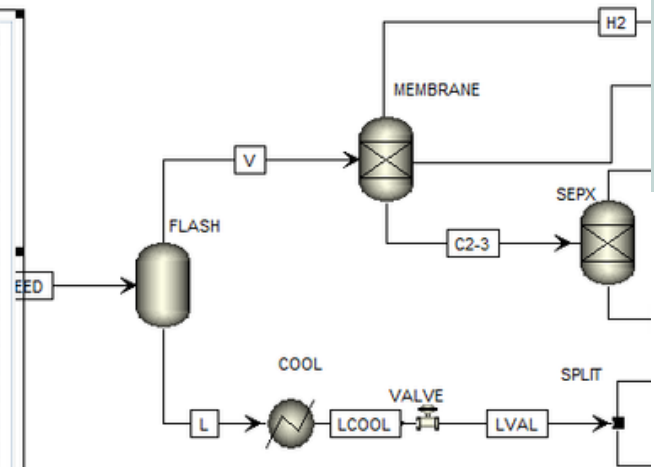 H2
MEMBRANE
V
SEPX
FLASH
C2-3
EED
COOL
SPLIT
VALVE
L
LCOOL
LVAL